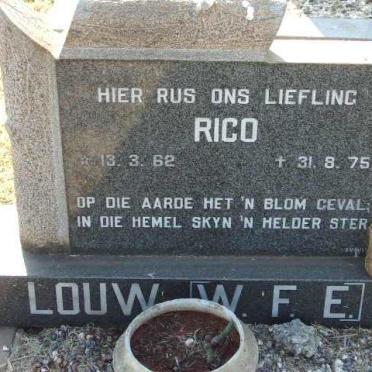 HIER RUS ONS LIEFLING
RICO
* 13. 3. 62 † 31. 8. 75
OP DIE AARDE HET 'N BLOM GEVAL;
IN DIE HEMEL SKYN 'N HELDER STER
LOUW W. F. E.